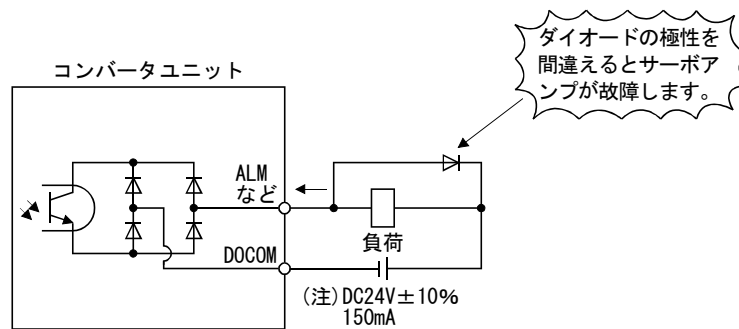 ダイオードの極性を
間違えるとサーボア
ンプが故障します。
コンバータユニット
ALM
など
負荷
DOCOM
(注)DC24V±10%
150mA